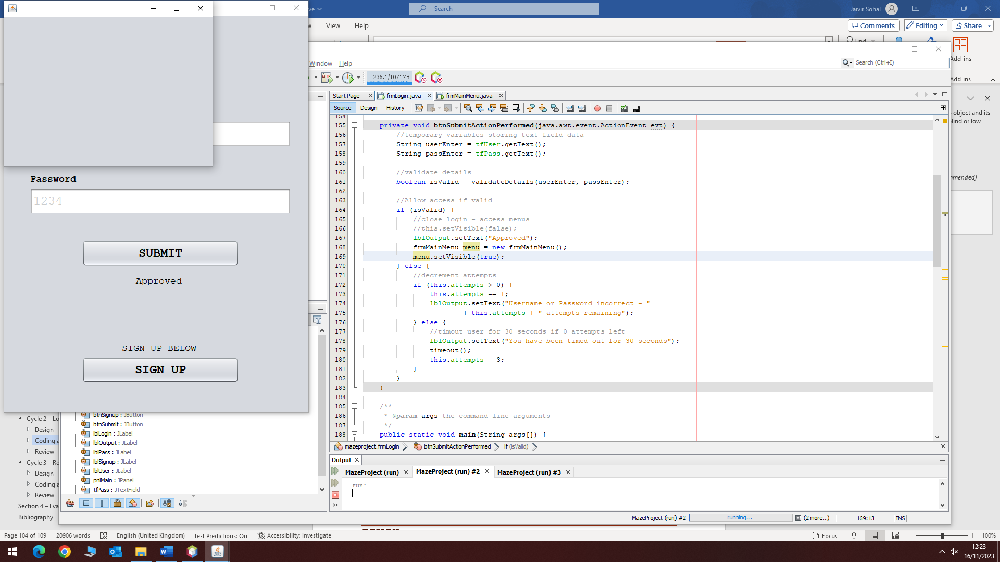 ve
Search
Jaivir Sohal
View
Help
Comments
Editing
Share
Find
Add-ins
Window
Help
Search (Ctrl+I)
Add-ins
236.1/1071MB
Start Page
frmLogin.java
frmMainMenu.java
Source
Design
History
s object and its
lind or low
mmended)
154
155 private void btnSubmitActionPerformed(java.awt.event.ActionEvent evt) {
156 //temporary variables storing text field data
157 String userEnter = tfUser.getText();
158 String passEnter = tfPass.getText();
159
160 //validate details
161 boolean isValid = validateDetails(userEnter, passEnter);
162
163 //Allow access if valid
164 if (isValid) {
165 //close login - access menus
166 //this.setVisible(false);
167 lblOutput.setText("Approved");
168 frmMainMenu menu = new frmMainMenu();
169 menu.setVisible(true);
170 } else {
171 //decrement attempts
172 if (this.attempts > 0) {
173 this.attempts -= 1;
174 lblOutput.setText("Username or Password incorrect - "
175 + this.attempts + " attempts remaining");
176 } else {
177 //timout user for 30 seconds if 0 attempts left
178 lblOutput.setText("You have been timed out for 30 seconds");
179 timeout();
180 this.attempts = 3;
181 }
182 }
183 }
184
185 /**
186 * @param args the command line arguments
187 */
188 public static void main(String args[]) {
Password
1234
SUBMIT
Approved
SIGN UP BELOW
SIGN UP
btnSignup : JButton
btnSubmit : JButton
lblLogin : JLabel
lblOutput : JLabel
lblPass : JLabel
lblSignup : JLabel
lblUser : JLabel
pnlMain : JPanel
tfPass : JTextField
Cycle 2 – Lo
Design
Coding a
Review
Cycle 3 – Re
Design
Coding a
Review
Section 4 – Eva
Bibliography
mazeproject.frmLogin
btnSubmitActionPerformed
if (isValid)
Output
MazeProject (run)
MazeProject (run) #2
MazeProject (run) #3
run:
MazeProject (run) #2
running...
(2 more...)
169:13
INS
Page 104 of 109
20906 words
English (United Kingdom)
Text Predictions: On
Accessibility: Investigate
Focus
100%
12:23
16/11/2023